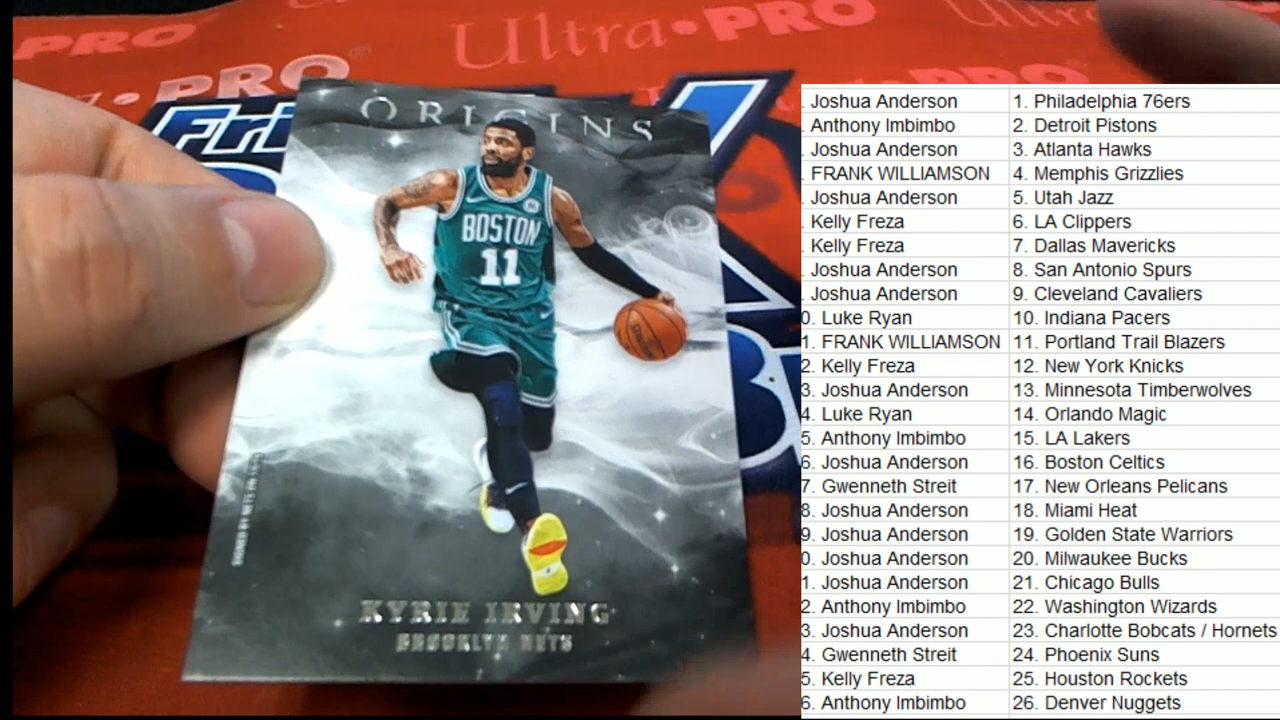 PRO
Ultra•PRO
Ultra
PRO
PRO
Fri
ORIGINS
BOSTON
11
SPALDING
SIGNED BY NETS
KYRIE IRVING
BROOKLYN NETS
. Joshua Anderson 1. Philadelphia 76ers
. Anthony Imbimbo 2. Detroit Pistons
. Joshua Anderson 3. Atlanta Hawks
. FRANK WILLIAMSON 4. Memphis Grizzlies
. Joshua Anderson 5. Utah Jazz
. Kelly Freza 6. LA Clippers
. Kelly Freza 7. Dallas Mavericks
. Joshua Anderson 8. San Antonio Spurs
. Joshua Anderson 9. Cleveland Cavaliers
0. Luke Ryan 10. Indiana Pacers
1. FRANK WILLIAMSON 11. Portland Trail Blazers
2. Kelly Freza 12. New York Knicks
3. Joshua Anderson 13. Minnesota Timberwolves
4. Luke Ryan 14. Orlando Magic
5. Anthony Imbimbo 15. LA Lakers
6. Joshua Anderson 16. Boston Celtics
7. Gwenneth Streit 17. New Orleans Pelicans
8. Joshua Anderson 18. Miami Heat
9. Joshua Anderson 19. Golden State Warriors
0. Joshua Anderson 20. Milwaukee Bucks
1. Joshua Anderson 21. Chicago Bulls
2. Anthony Imbimbo 22. Washington Wizards
3. Joshua Anderson 23. Charlotte Bobcats / Hornets
4. Gwenneth Streit 24. Phoenix Suns
5. Kelly Freza 25. Houston Rockets
6. Anthony Imbimbo 26. Denver Nuggets